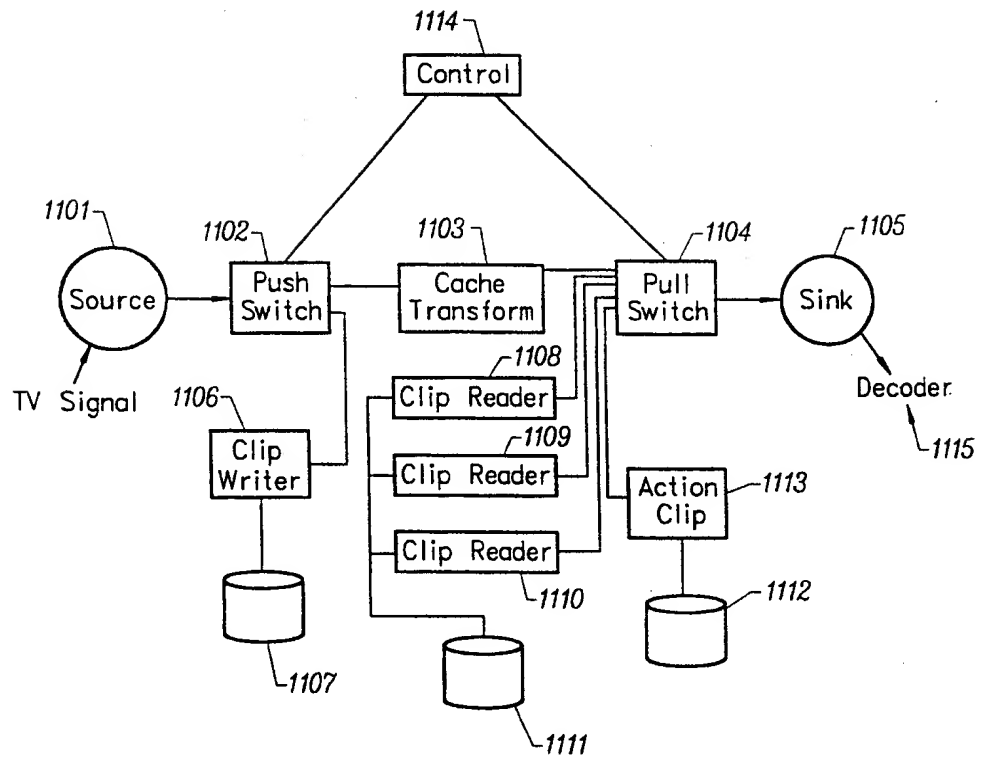 1114
Control
1101
1102
1103
1104
1105
Source
Push
Switch
Cache
Transform
Pull
Switch
Sink
TV Signal
Decoder.
1115
1106
Clip
Writer
1107
1108
Clip Reader
1109
Clip Reader
Clip Reader
1110
1111
Action
Clip
1113
1112